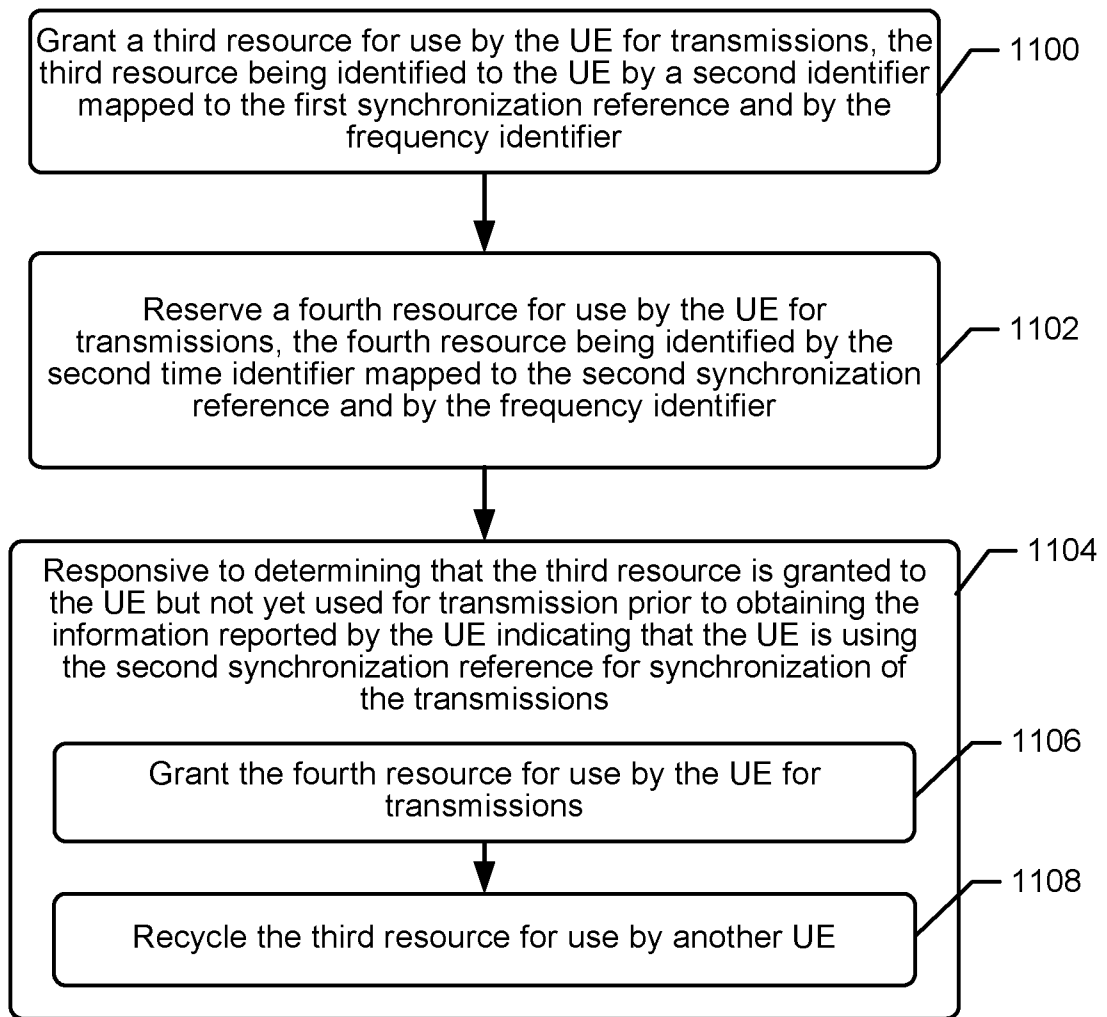 Grant a third resource for use by the UE for transmissions, the
third resource being identified to the UE by a second identifier
mapped to the first synchronization reference and by the
frequency identifier
1100
Reserve a fourth resource for use by the UE for
transmissions, the fourth resource being identified by the
second time identifier mapped to the second synchronization
reference and by the frequency identifier
1102
Responsive to determining that the third resource is granted to
the UE but not yet used for transmission prior to obtaining the
information reported by the UE indicating that the UE is using
the second synchronization reference for synchronization of
the transmissions
1104
Grant the fourth resource for use by the UE for
transmissions
1106
Recycle the third resource for use by another UE
1108